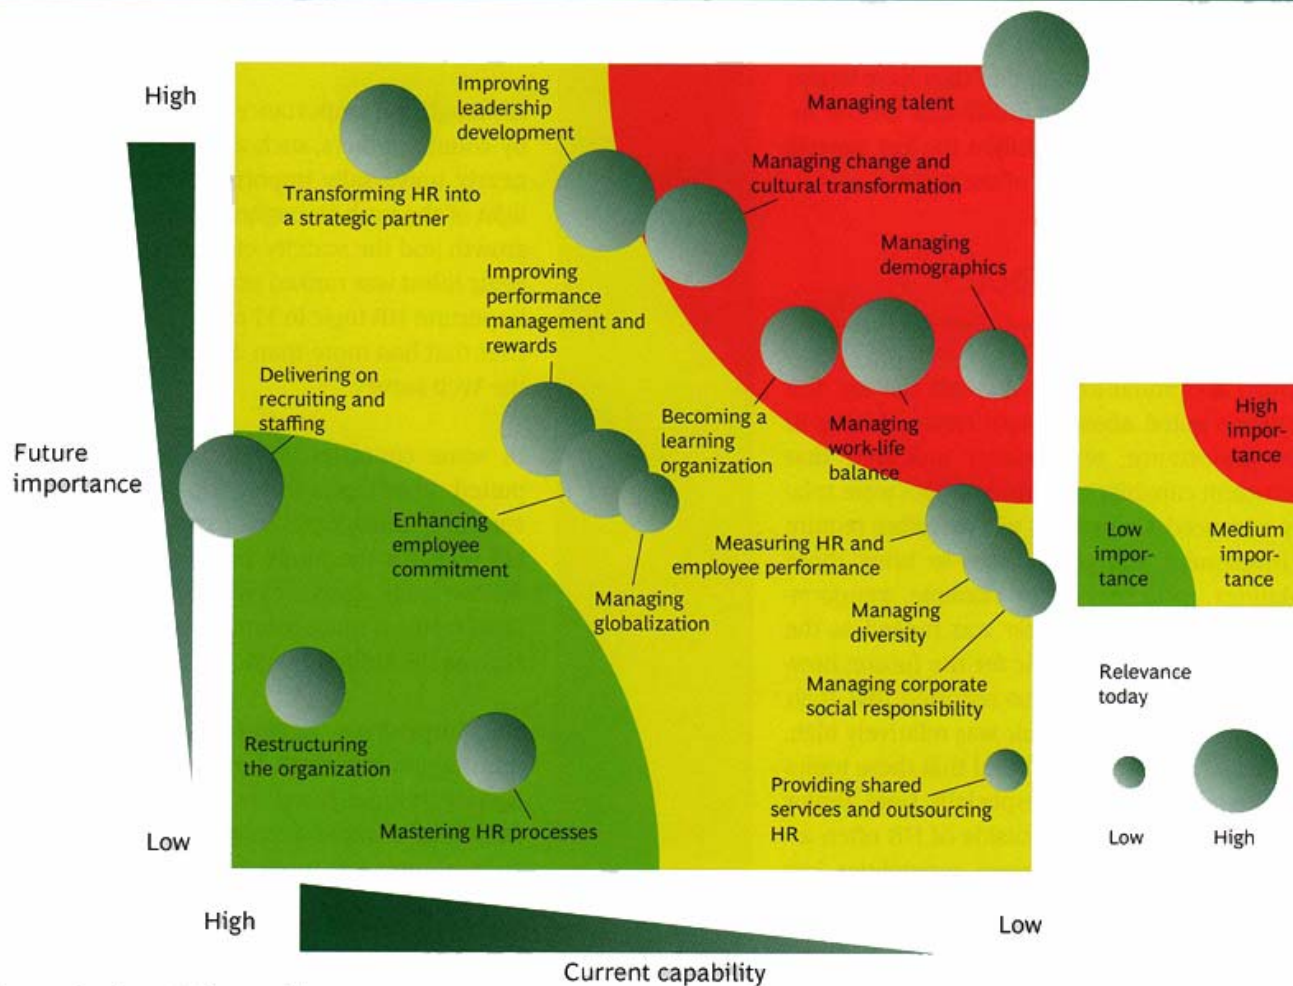 High
Improving
leadership
development
Managing talent
Transforming HR into
a strategic partner
Managing change and
cultural transformation
Managing
demographics
Improving
performance
management and
rewards
Delivering on
recruiting and
staffing
Future
importance
Becoming a
learning
organization
Managing
work-life
balance
High
impor-
tance
Low
impor-
tance
Medium
impor-
tance
Enhancing
employee
commitment
Measuring HR and
employee performance
Managing
globalization
Managing
diversity
Managing corporate
social responsibility
Relevance
today
Low
High
Restructuring
the organization
Mastering HR processes
Providing shared
services and outsourcing
HR
Low
High
Low
Current capability